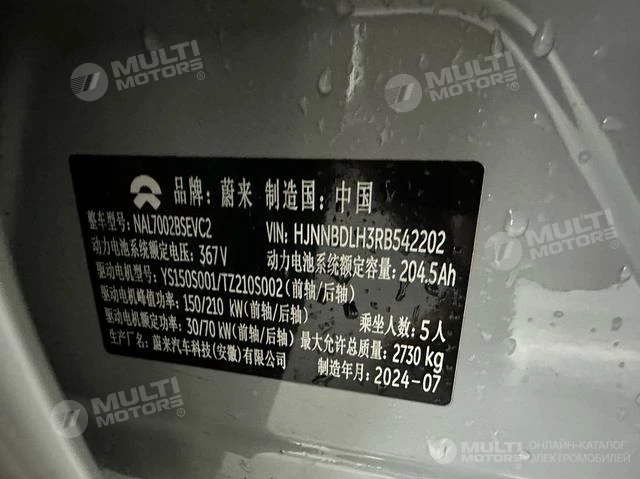 MULTI MOTORS®
MULTI MOTORS®
品牌: 蔚来 制造国: 中国
整车型号: NAL7002BSEVC2 VIN: HJNNBDLH3RB542202
动力电池系统额定电压: 367V 动力电池系统额定容量: 204.5Ah
驱动电机型号: YS150S001/TZ210S002(前轴/后轴)
驱动电机峰值功率: 150/210 kW(前轴/后轴)
驱动电机额定功率: 30/70 kW(前轴/后轴) 乘坐人数: 5人
生产厂名: 蔚来汽车科技(安徽)有限公司 最大允许总质量: 2730 kg
制造年月: 2024-07
MULTI MOTORS®
MULTI MOTORS®
ОНЛАЙН-КАТАЛОГ
ЭЛЕКТРОМОБИЛЕЙ